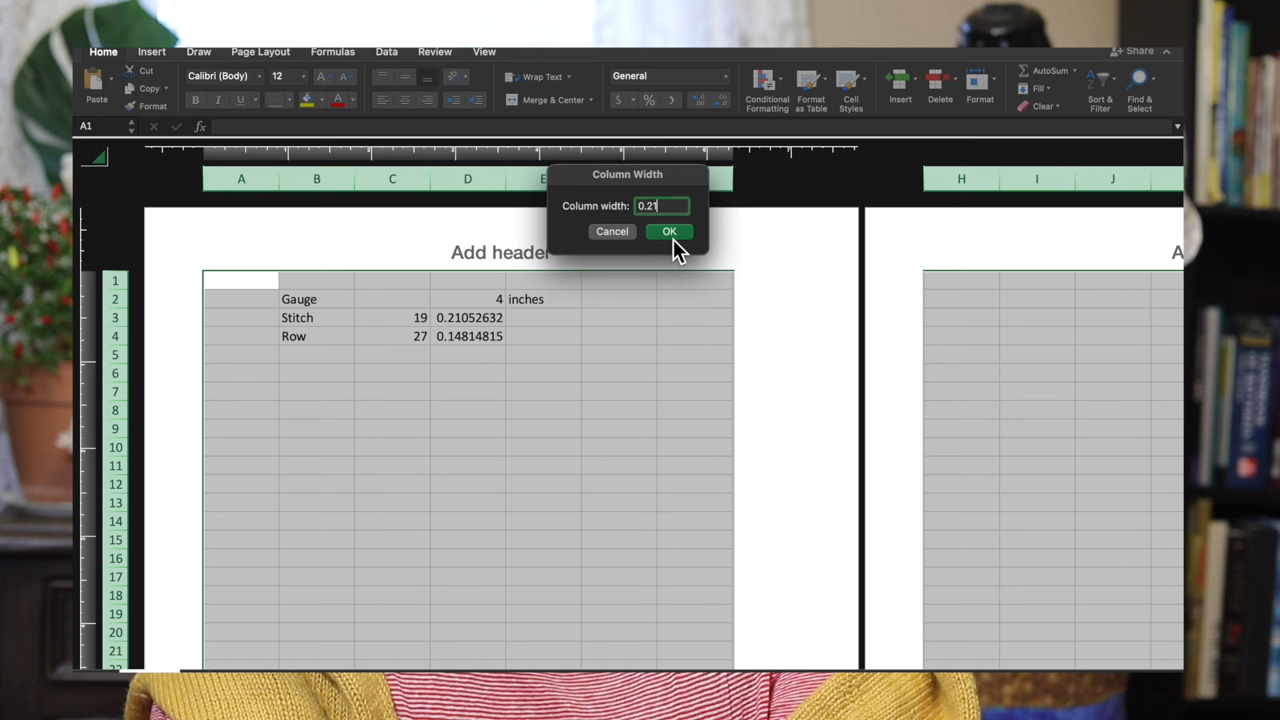 Home Insert Draw Page Layout Formulas Data Review View Share
Cut Calibri (Body) 12 A A Wrap Text General AutoSum
Copy Fill
Paste Format B I U A Merge & Center $ % Conditional Formatting Format as Table Cell Styles Insert Delete Format Clear Sort & Filter Find & Select
A1 fx
Column Width
A B C D E H I J
Column width: 0.21
Cancel OK
Add header A
1
2 Gauge 4 inches
3 Stitch 19 0.21052632
4 Row 27 0.14814815
5
6
7
8
9
10
11
12
13
14
15
16
17
18
19
20
21
22